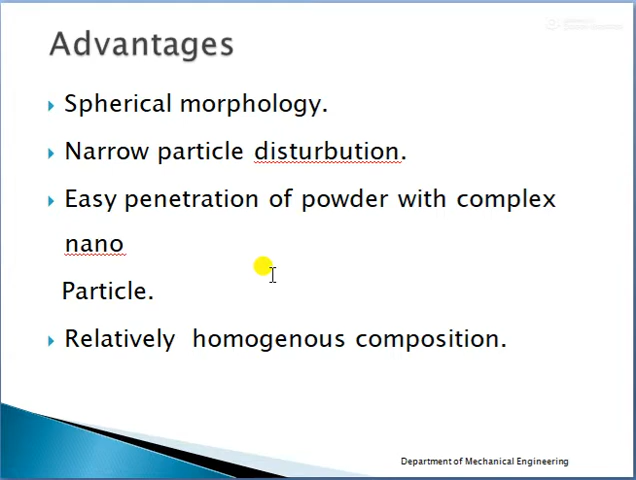 Advantages
Spherical morphology.
Narrow particle disturbution.
Easy penetration of powder with complex
nano
Particle.
Relatively homogenous composition.
Department of Mechanical Engineering